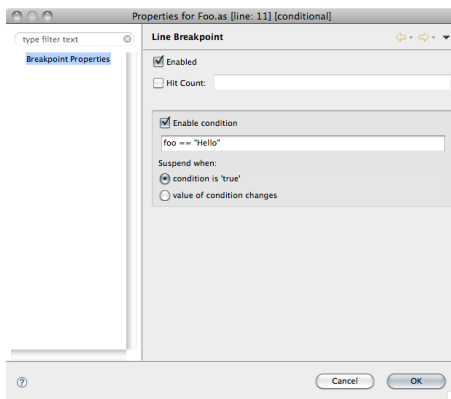 Properties for Foo.as [line: 11] [conditional]
type filter text
Breakpoint Properties
Line Breakpoint
Enabled
Hit Count:
Enable condition
foo == "Hello"
Suspend when:
condition is 'true'
value of condition changes
?
Cancel
OK